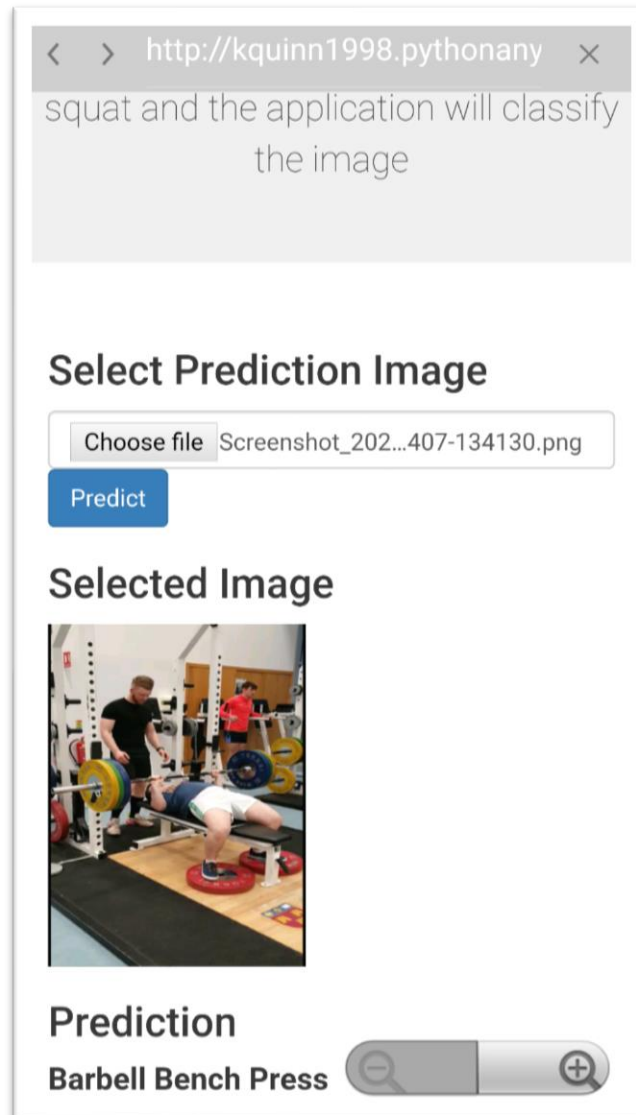 http://kquinn1998.pythonany
squat and the application will classify
the image
Select Prediction Image
Choose file Screenshot_202...407-134130.png
Predict
Selected Image
Prediction
Barbell Bench Press